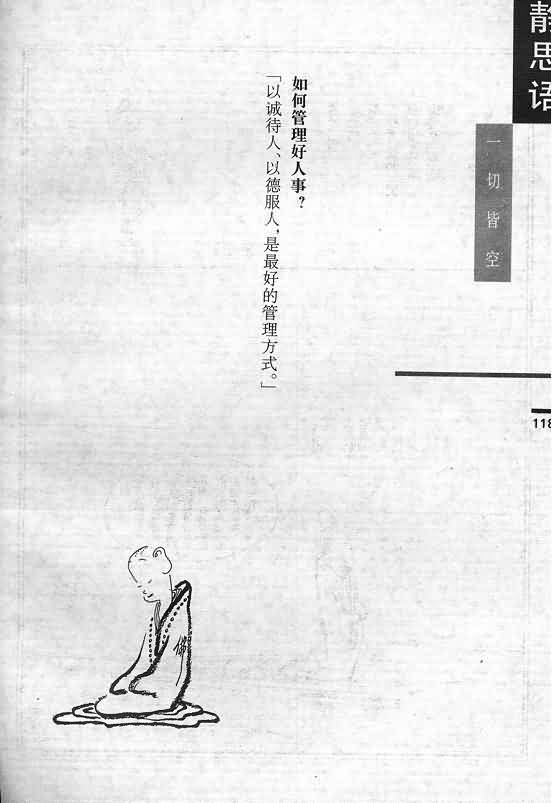 静思语
一切皆空
118
如何管理好人事？
「以诚待人、以德服人，是最好的管理方式。」
佛